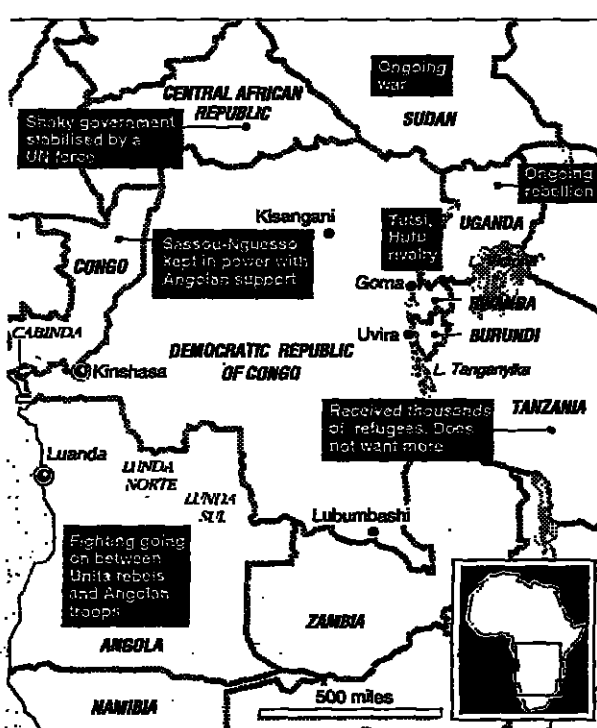 Ongoing
war
CENTRAL AFRICAN
REPUBLIC
SUDAN
Shaky government
stabilised by a
UN force
Ongoing
rebellion
Kisangani
Tutsi,
Hutu
rivalry
UGANDA
Sassou-Nguesso
kept in power with
Angolan support
CONGO
Goma
RWANDA
CABINDA
Uvira
BURUNDI
DEMOCRATIC REPUBLIC
OF CONGO
Kinshasa
L. Tanganyika
Received thousands
of refugees. Does
not want more
TANZANIA
Luanda
LUNDA
NORTE
LUNDA
SUL
Lubumbashi
Fighting going
on between
Unita rebels
and Angolan
troops
ZAMBIA
ANGOLA
500 miles
NAMIBIA